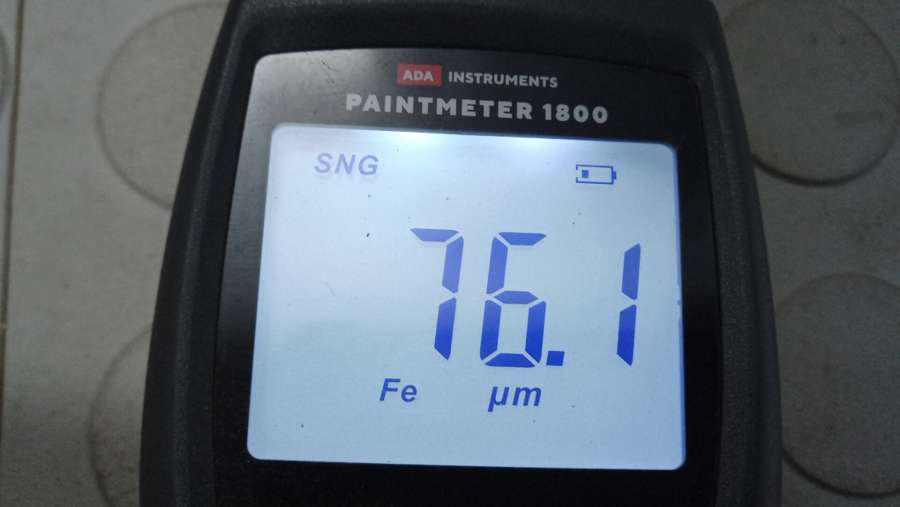 ADA INSTRUMENTS
PAINTMETER 1800
SNG
76.1
Fe µm